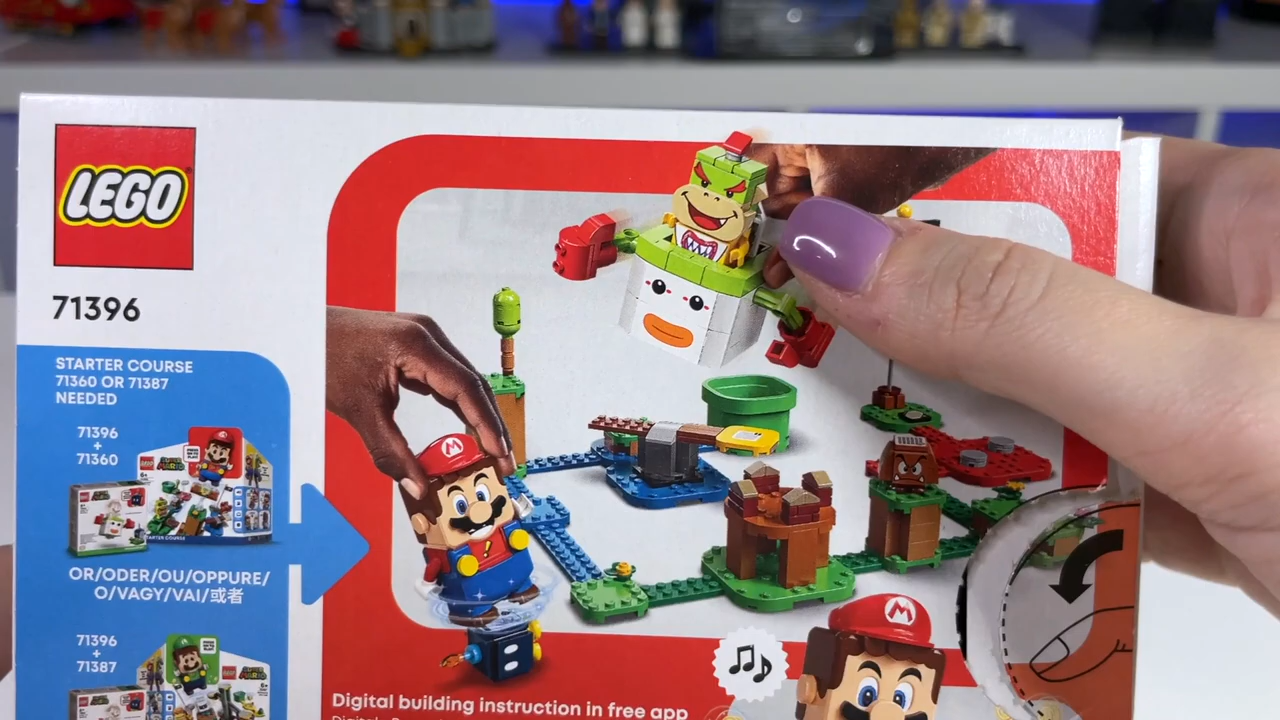 LEGO
71396
STARTER COURSE
71360 OR 71387
NEEDED
71396
+
71360
OR/ODER/OU/OPPURE/
O/VAGY/VAI/或者
71396
+
71387
M
M
Digital building instruction in free app